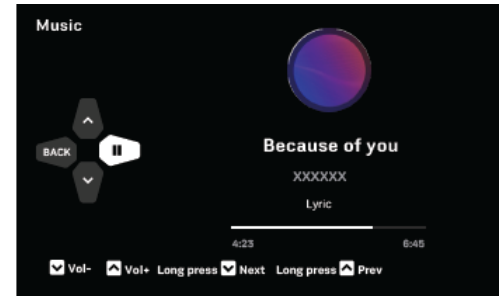 Music
BACK
Because of you
XXXXXX
Lyric
4:23 6:45
Vol- Vol+ Long press Next Long press Prev